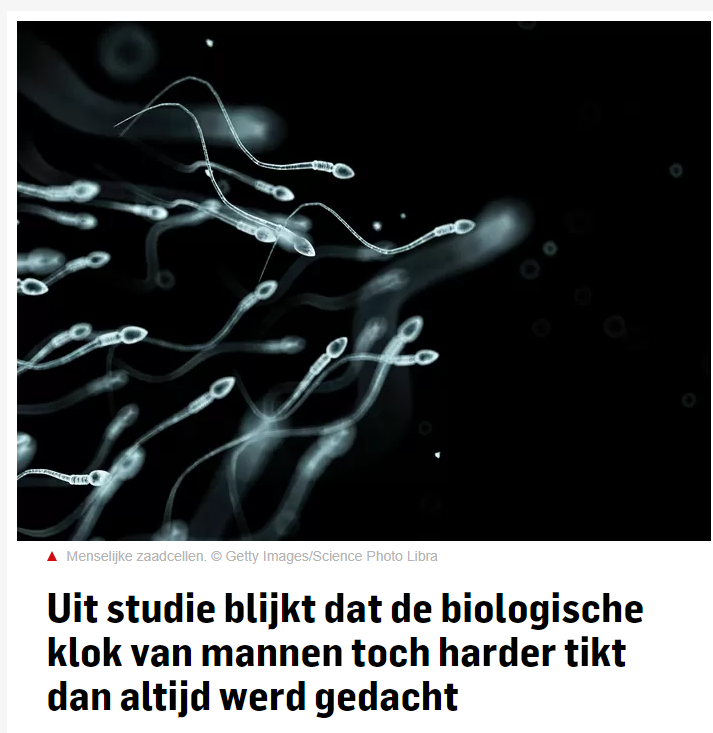 Menselijke zaadcellen. © Getty Images/Science Photo Libra
Uit studie blijkt dat de biologische
klok van mannen toch harder tikt
dan altijd werd gedacht